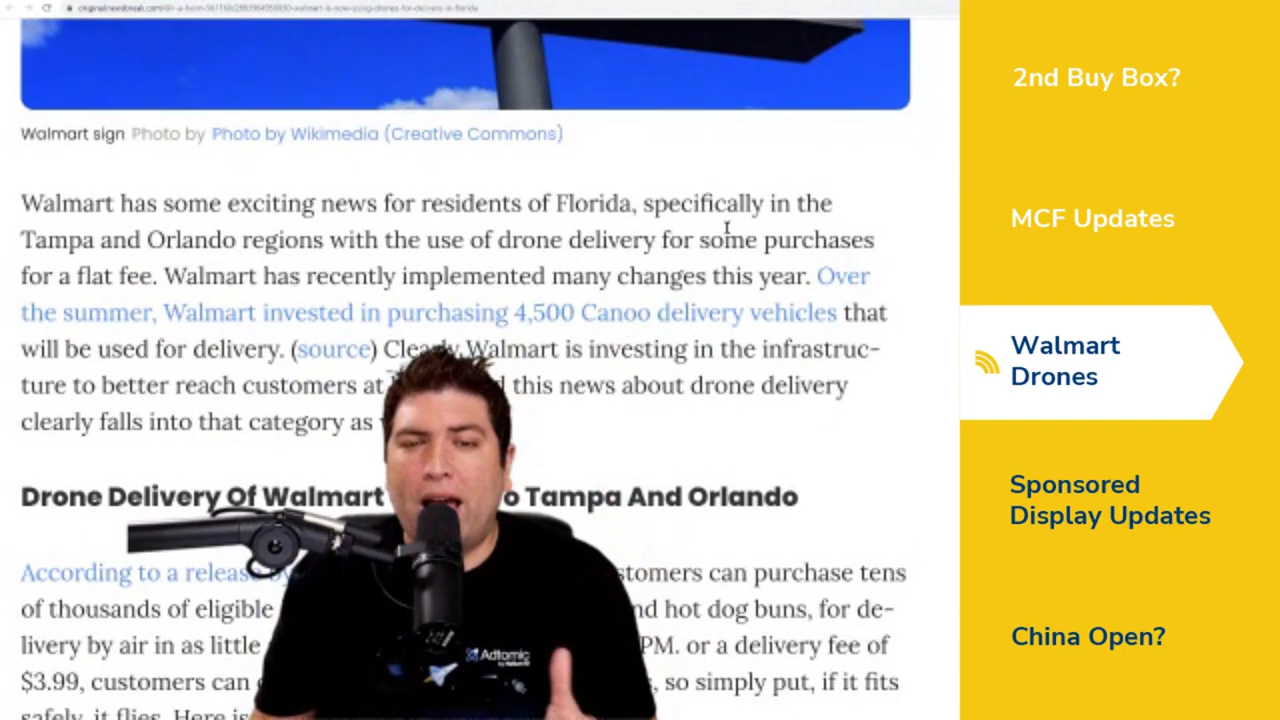 Walmart sign Photo by Photo by Wikimedia (Creative Commons)
Walmart has some exciting news for residents of Florida, specifically in the
Tampa and Orlando regions with the use of drone delivery for some purchases
for a flat fee. Walmart has recently implemented many changes this year. Over
the summer, Walmart invested in purchasing 4,500 Canoo delivery vehicles that
will be used for delivery. (source) Clearly Walmart is investing in the infrastruc-
ture to better reach customers at this news about drone delivery
clearly falls into that category as
Drone Delivery Of Walmart Tampa And Orlando
According to a release customers can purchase tens
of thousands of eligible hot dog buns, for de-
livery by air in as little PM. or a delivery fee of
$3.99, customers can so simply put, if it fits
safely, it flies. Here is
Adtomic
2nd Buy Box?
MCF Updates
Walmart
Drones
Sponsored
Display Updates
China Open?